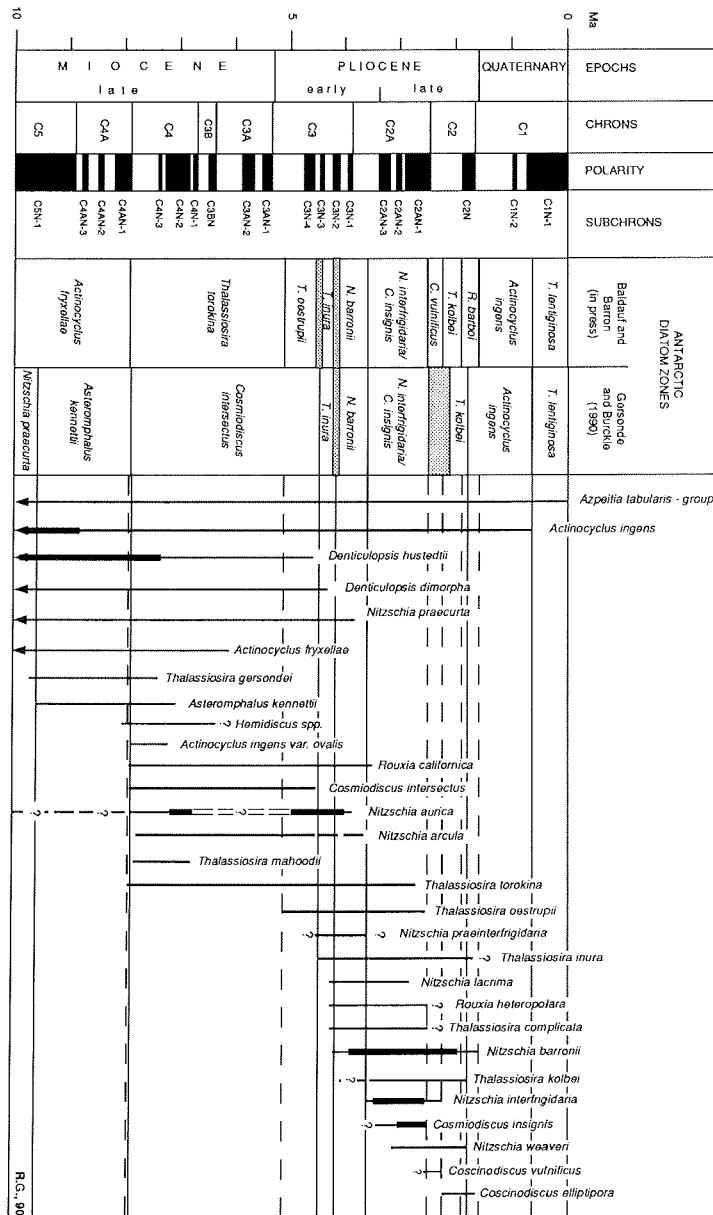 10
5
0
Ma
M I O C E N E
PLIOCENE
QUATERNARY
EPOCHS
late
early
late
C5
C4A
C4
C3B
C3A
C3
C2A
C2
C1
CHRONS
POLARITY
C5N-1
C4AN-3
C4AN-2
C4AN-1
C4N-3
C4N-2
C4N-1
C3BN
C3AN-2
C3AN-1
C3N-4
C3N-3
C3N-2
C3N-1
C2AN-3
C2AN-2
C2AN-1
C2N
C1N-2
C1N-1
SUBCHRONS
Actinocyclus
fryxellae
Thalassiosira
torokina
T. oestrupii
T. inura
N. barronii
N. interfrigidaria/
C. insignis
C. vulnificus
T. kolbei
R. barboi
Actinocyclus
ingens
T. lentiginosa
Baldauf and
Barron
(in press)
ANTARCTIC
DIATOM ZONES
Nitzschia praecurta
Asteromphalus
kennettii
Cosmiodiscus
intersectus
T. inura
N. barronii
N. interfrigidaria/
C. insignis
T. kolbei
Actinocyclus
ingens
T. lentiginosa
Gersonde
and Burckle
(1990)
Azpeitia tabularis - group
Actinocyclus ingens
Denticulopsis hustedtii
Denticulopsis dimorpha
Nitzschia praecurta
Actinocyclus fryxellae
Thalassiosira gersondei
Asteromphalus kennettii
? Hemidiscus spp.
Actinocyclus ingens var. ovalis
Rouxia californica
Cosmiodiscus intersectus
? ? ? Nitzschia aurica
Nitzschia arcula
Thalassiosira mahoodii
Thalassiosira torokina
Thalassiosira oestrupii
? ? Nitzschia praeinterfrigidaria
? Thalassiosira inura
Nitzschia lacrima
? Rouxia heteropolara
? Thalassiosira complicata
Nitzschia barronii
? Thalassiosira kolbei
Nitzschia interfrigidaria
? Cosmiodiscus insignis
Nitzschia weaveri
? Coscinodiscus vulnificus
Coscinodiscus elliptipora
R.G., 90